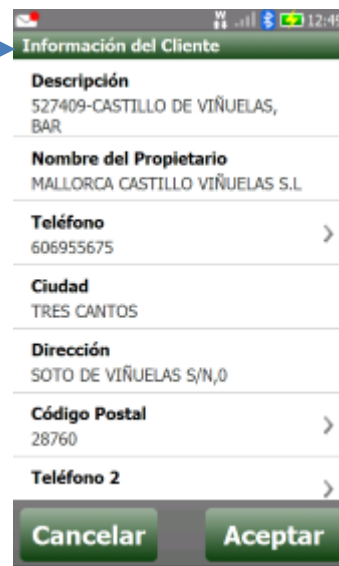 12:49
Información del Cliente
Descripción
527409-CASTILLO DE VIÑUELAS,
BAR
Nombre del Propietario
MALLORCA CASTILLO VIÑUELAS S.L
Teléfono
606955675
Ciudad
TRES CANTOS
Dirección
SOTO DE VIÑUELAS S/N,0
Código Postal
28760
Teléfono 2
Cancelar Aceptar